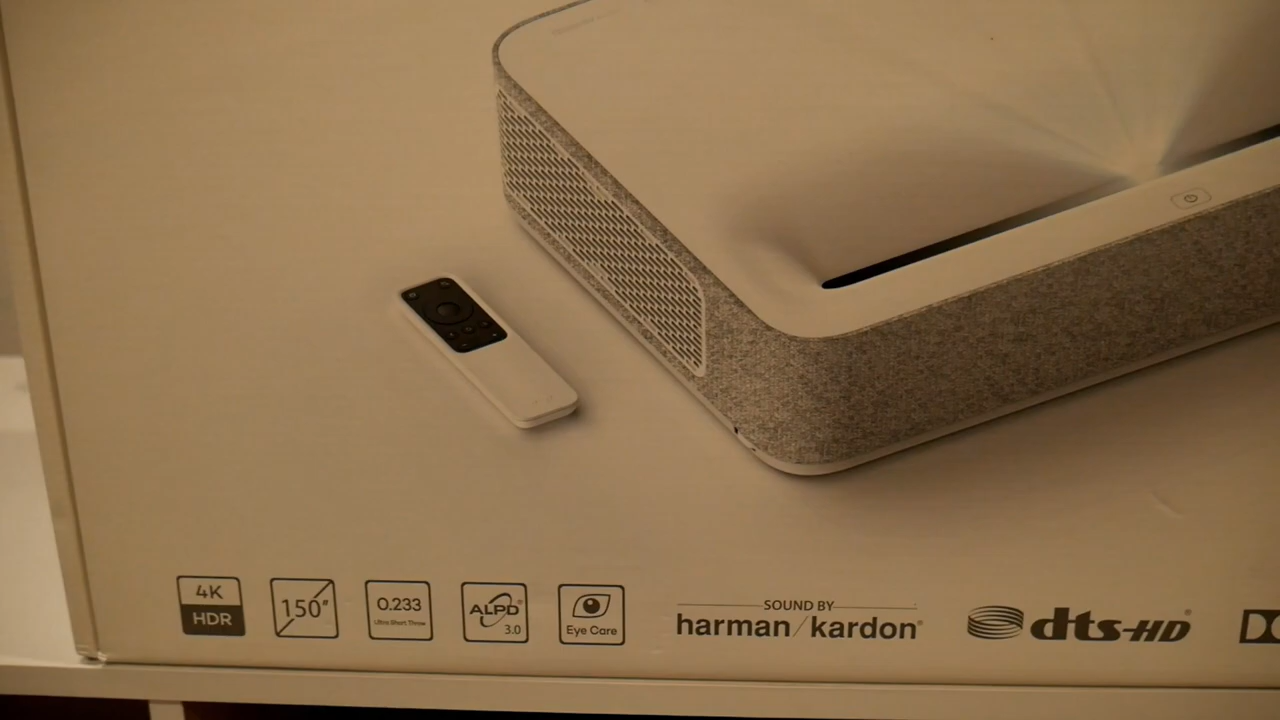 4K
HDR
150"
0.233
Ultra Short Throw
ALPD®
3.0
Eye Care
SOUND BY
harman/kardon®
dts-HD®